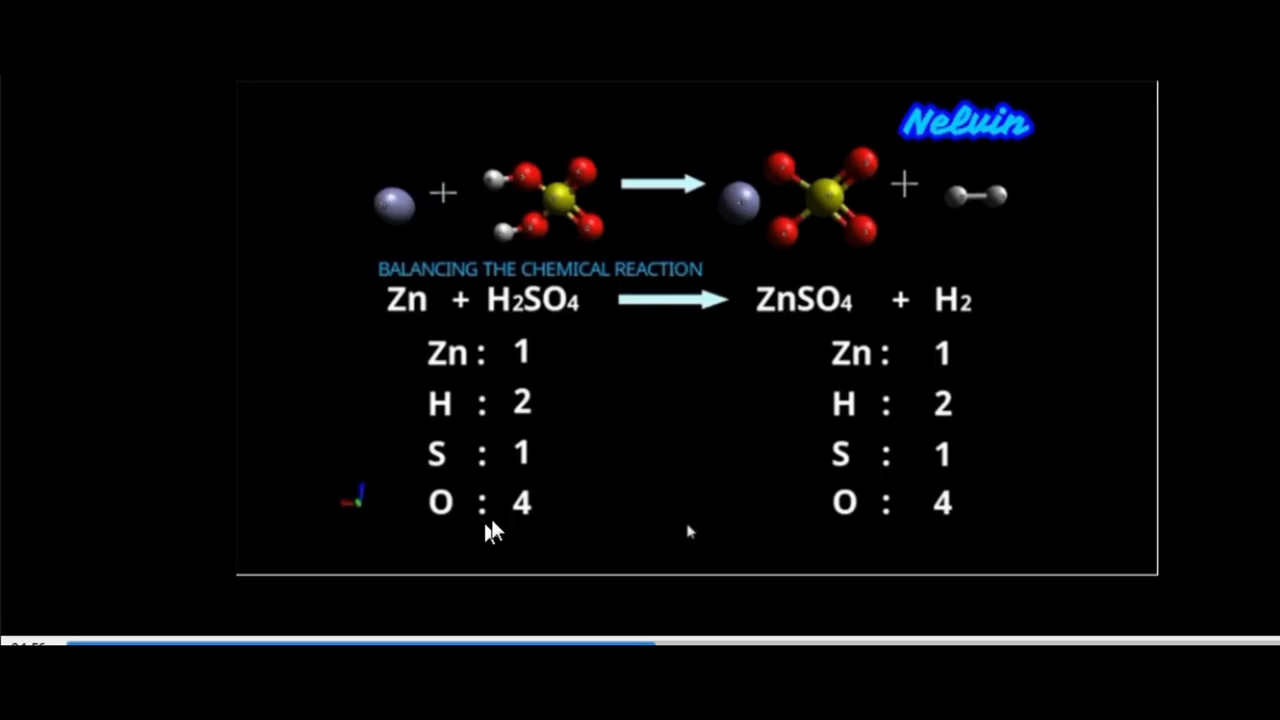 Nelvin
+ +
BALANCING THE CHEMICAL REACTION
Zn + H2SO4 ZnSO4 + H2
Zn : 1 Zn : 1
H : 2 H : 2
S : 1 S : 1
O : 4 O : 4